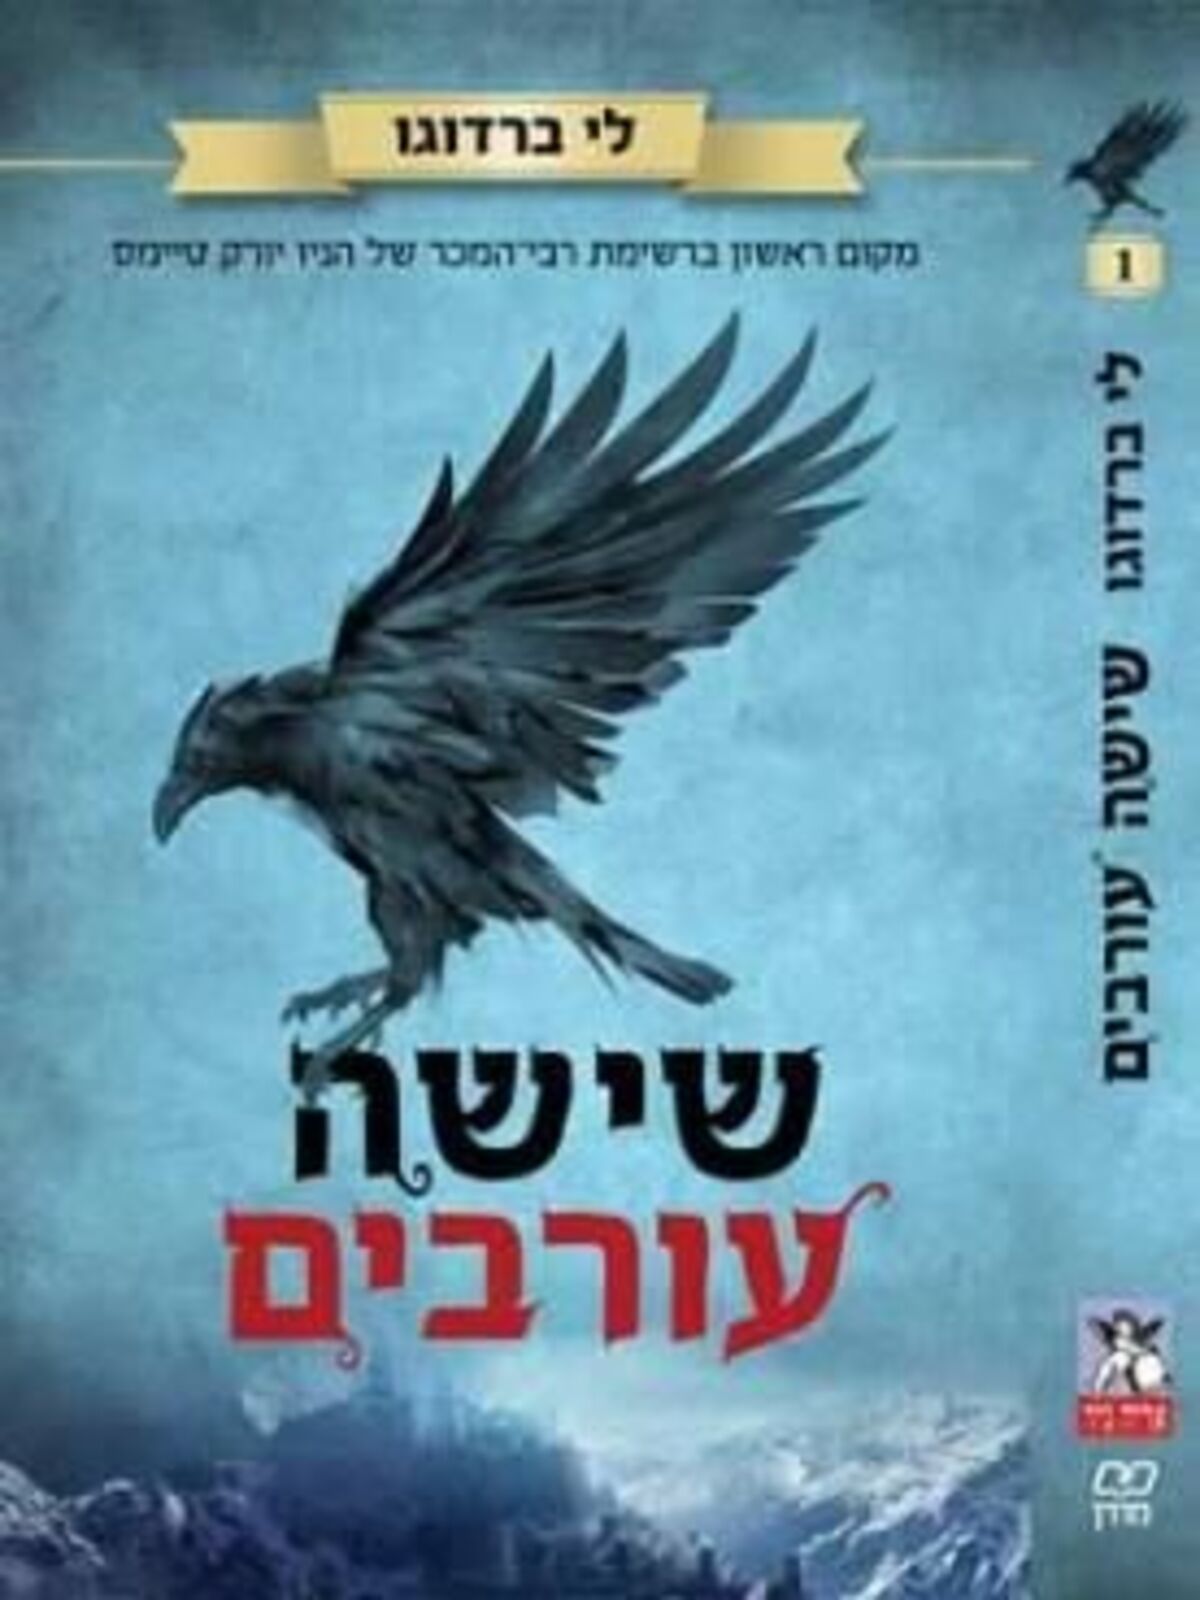 לי ברדוגו
מקום ראשון ברשימת רבי־המכר של הניו יורק טיימס
שישה
עורבים
1
לי ברדוגו שישה עורבים
מודן